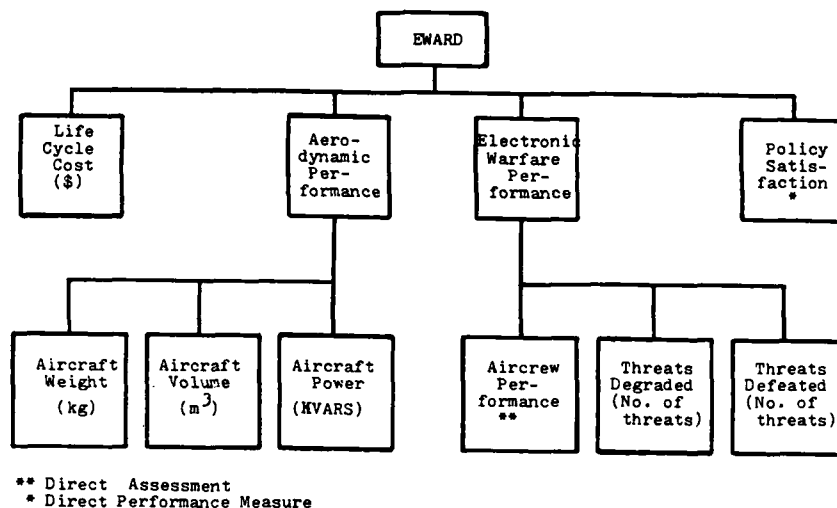 EWARD
Life
Cycle
Cost
($)
Aero-
dynamic
Per-
formance
Electronic
Warfare
Per-
formance
Policy
Satis-
faction
*
Aircraft
Weight
(kg)
Aircraft
Volume
(m³)
Aircraft
Power
(KVARS)
Aircrew
Per-
formance
**
Threats
Degraded
(No. of
threats)
Threats
Defeated
(No. of
threats)
** Direct Assessment
* Direct Performance Measure